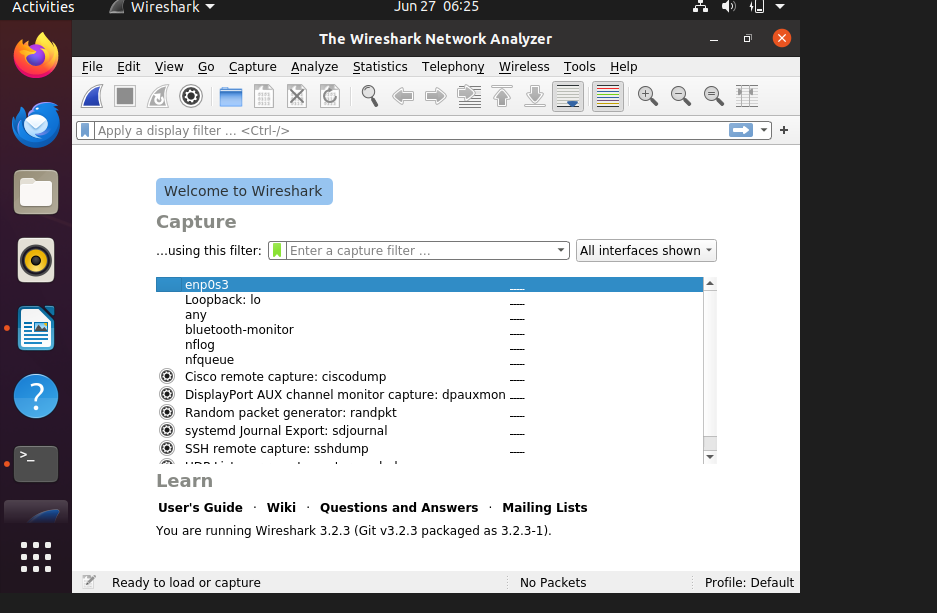 Activities Wireshark Jun 27 06:25
The Wireshark Network Analyzer
File Edit View Go Capture Analyze Statistics Telephony Wireless Tools Help
Apply a display filter … <Ctrl-/>
+
Welcome to Wireshark
Capture
…using this filter: Enter a capture filter … All interfaces shown
enp0s3
Loopback: lo
any
bluetooth-monitor
nflog
nfqueue
Cisco remote capture: ciscodump
DisplayPort AUX channel monitor capture: dpauxmon
Random packet generator: randpkt
systemd Journal Export: sdjournal
SSH remote capture: sshdump
Learn
User's Guide · Wiki · Questions and Answers · Mailing Lists
You are running Wireshark 3.2.3 (Git v3.2.3 packaged as 3.2.3-1).
Ready to load or capture No Packets Profile: Default